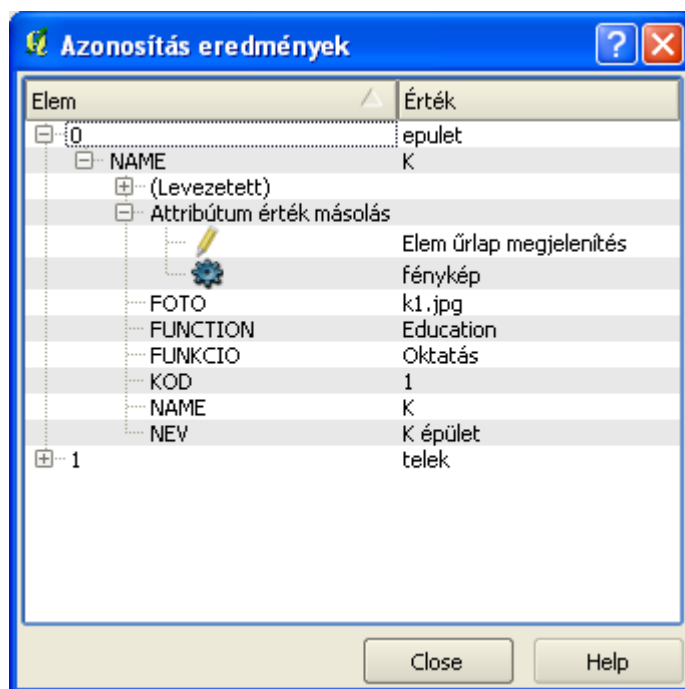 Azonosítás eredmények
Elem Érték
0 epulet
NAME K
(Levezetett)
Attribútum érték másolás
Elem űrlap megjelenítés
fénykép
FOTO k1.jpg
FUNCTION Education
FUNKCIO Oktatás
KOD 1
NAME K
NEV K épület
1 telek
Close Help